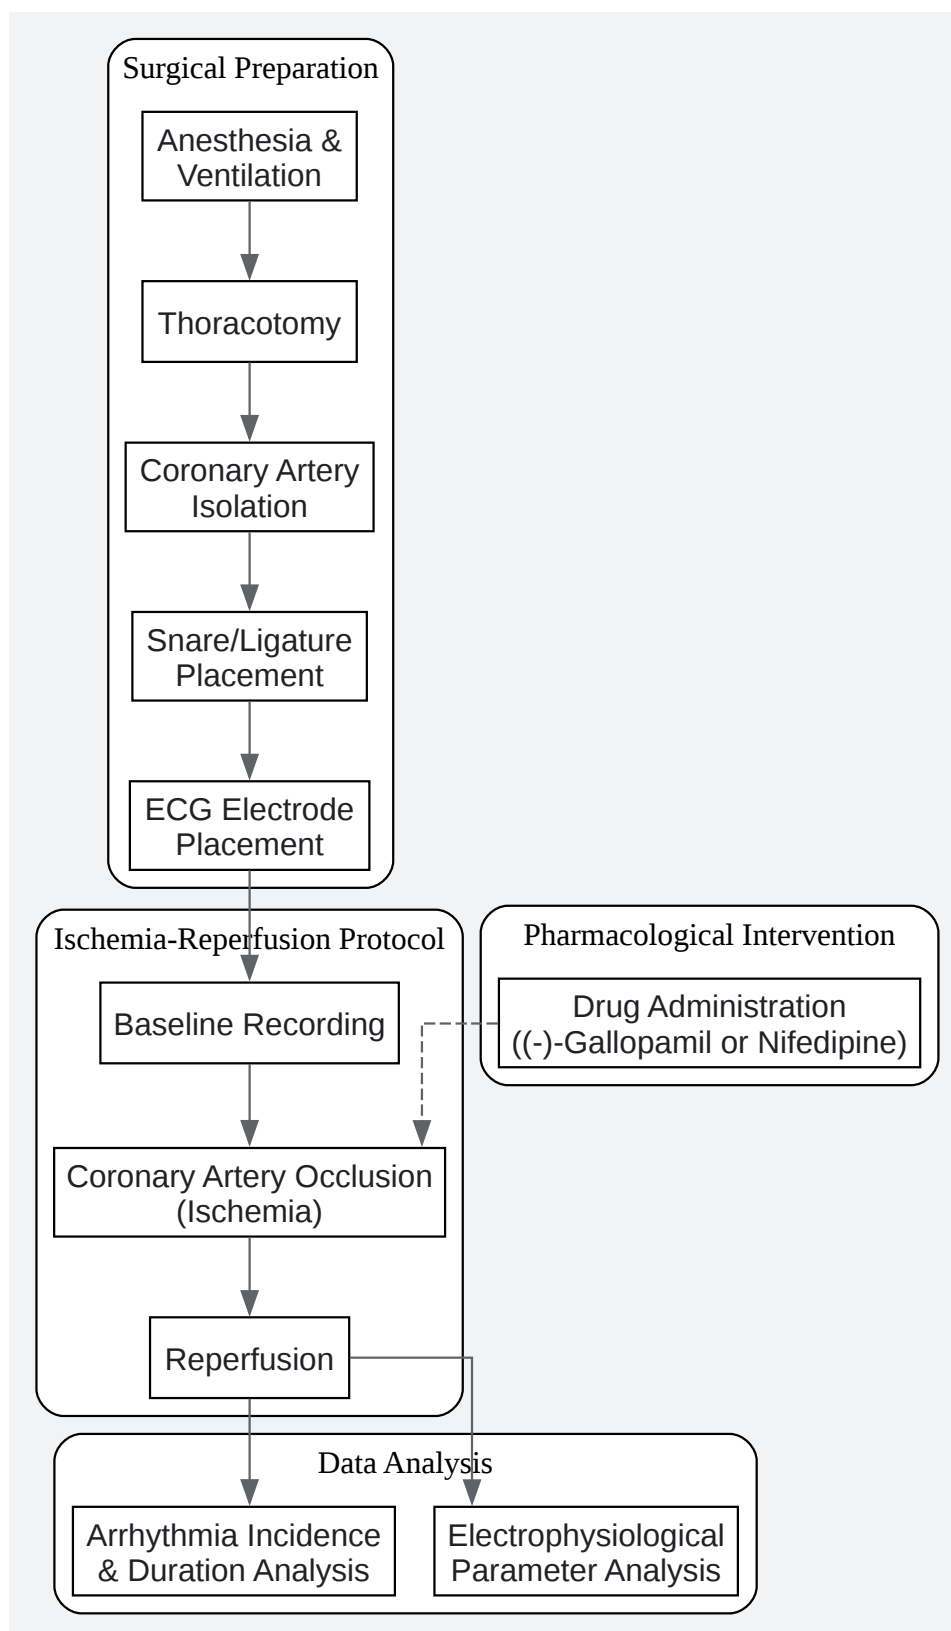 Surgical Preparation
Anesthesia &
Ventilation
Thoracotomy
Coronary Artery
Isolation
Snare/Ligature
Placement
ECG Electrode
Placement
Ischemia-Reperfusion Protocol
Baseline Recording
Pharmacological Intervention
Drug Administration
((-)-Gallopamil or Nifedipine)
Coronary Artery Occlusion
(Ischemia)
Reperfusion
Data Analysis
Arrhythmia Incidence
& Duration Analysis
Electrophysiological
Parameter Analysis